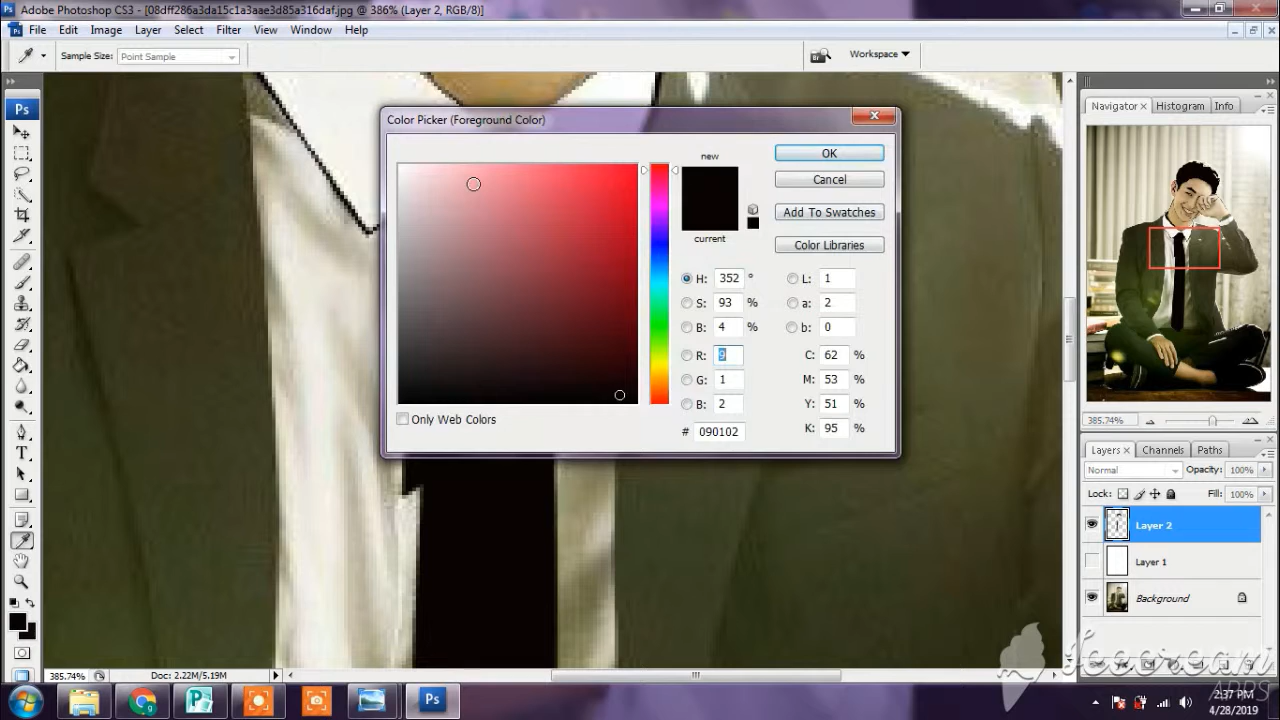 Adobe Photoshop CS3 - [08dff286a3da15c1a3aae3d85a316daf.jpg @ 386% (Layer 2, RGB/8)]
File Edit Image Layer Select Filter View Window Help
Sample Size: Point Sample
Workspace
Ps
Color Picker (Foreground Color)
new
current
OK
Cancel
Add To Swatches
Color Libraries
H: 352 °
S: 93 %
B: 4 %
R: 9
G: 1
B: 2
# 090102
L: 1
a: 2
b: 0
C: 62 %
M: 53 %
Y: 51 %
K: 95 %
Only Web Colors
Navigator Histogram Info
385.74%
Layers Channels Paths
Normal Opacity: 100%
Lock: Fill: 100%
Layer 2
Layer 1
Background
385.74% Doc: 2.22M/5.19M
Icecream
APPS
Ps
2:37 PM
4/28/2019